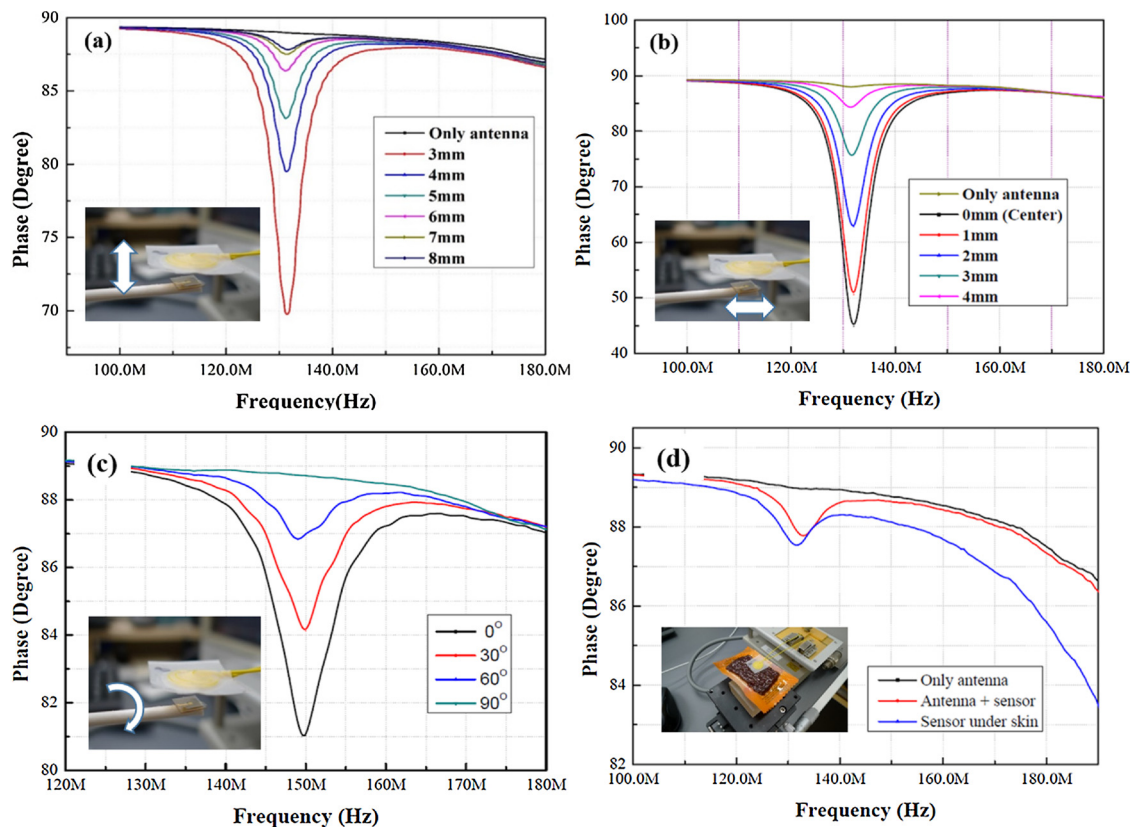 (a)
90
85
80
75
70
Phase (Degree)
Only antenna
3mm
4mm
5mm
6mm
7mm
8mm
100.0M 120.0M 140.0M 160.0M 180.0M
Frequency(Hz)
(b)
100
90
80
70
60
50
40
Phase (Degree)
Only antenna
0mm (Center)
1mm
2mm
3mm
4mm
100.0M 120.0M 140.0M 160.0M 180.0M
Frequency (Hz)
(c)
90
88
86
84
82
80
Phase (Degree)
0°
30°
60°
90°
120M 130M 140M 150M 160M 170M 180M
Frequency (Hz)
(d)
90
88
86
84
82
Phase (Degree)
Only antenna
Antenna + sensor
Sensor under skin
100.0M 120.0M 140.0M 160.0M 180.0M
Frequency (Hz)